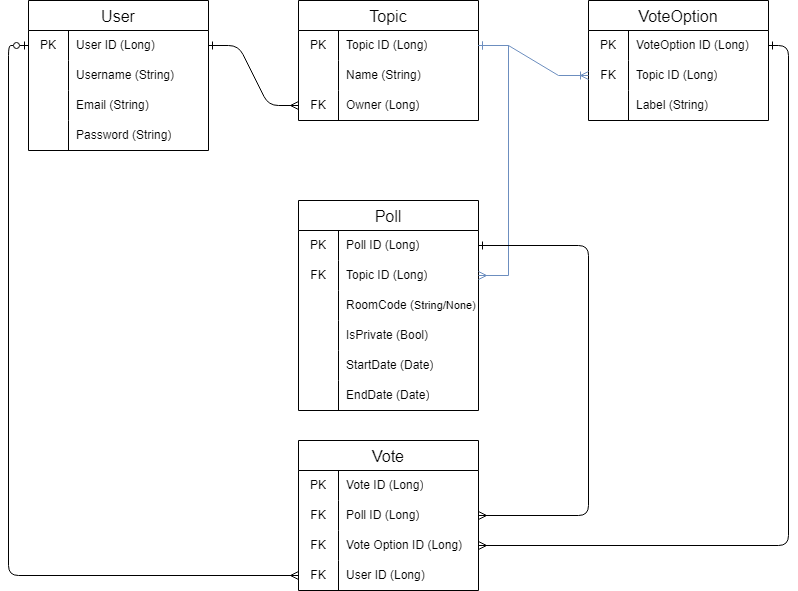 User
PK User ID (Long)
Username (String)
Email (String)
Password (String)
Topic
PK Topic ID (Long)
Name (String)
FK Owner (Long)
VoteOption
PK VoteOption ID (Long)
FK Topic ID (Long)
Label (String)
Poll
PK Poll ID (Long)
FK Topic ID (Long)
RoomCode (String/None)
IsPrivate (Bool)
StartDate (Date)
EndDate (Date)
Vote
PK Vote ID (Long)
FK Poll ID (Long)
FK Vote Option ID (Long)
FK User ID (Long)